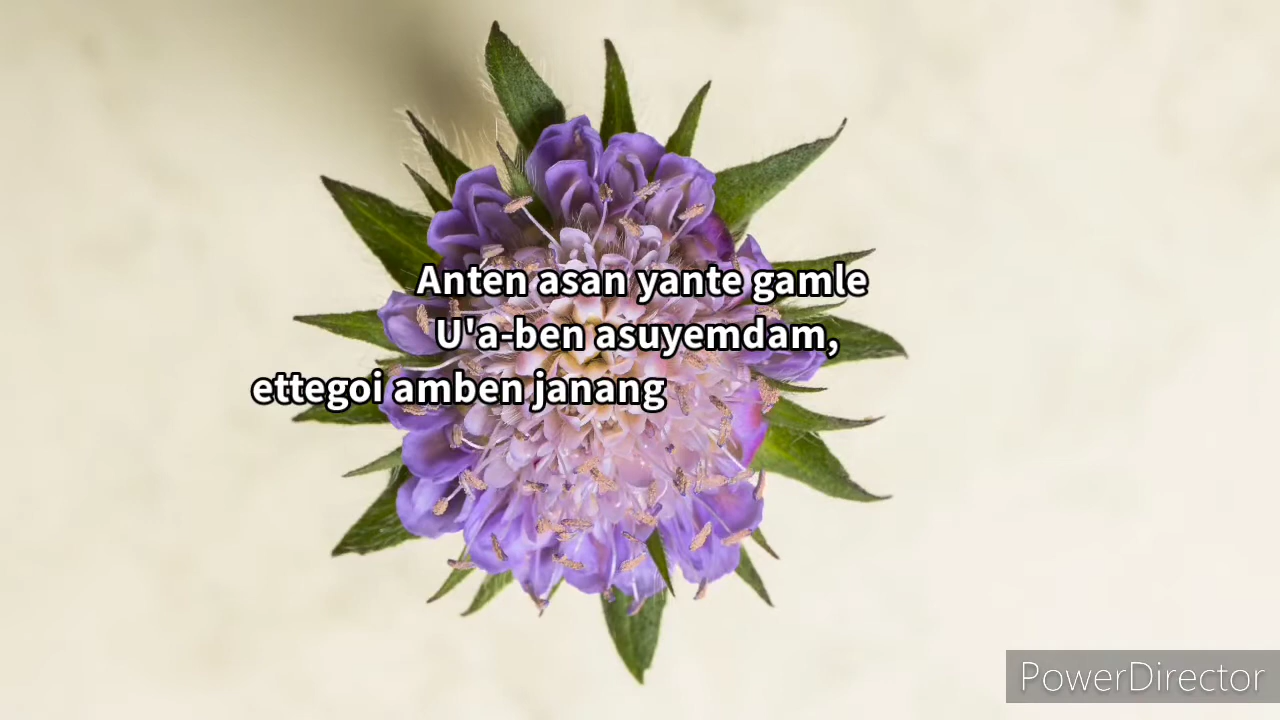 Anten asan yante gamle
U'a-ben asuyemdam,
ettegoi amben janang
PowerDirector